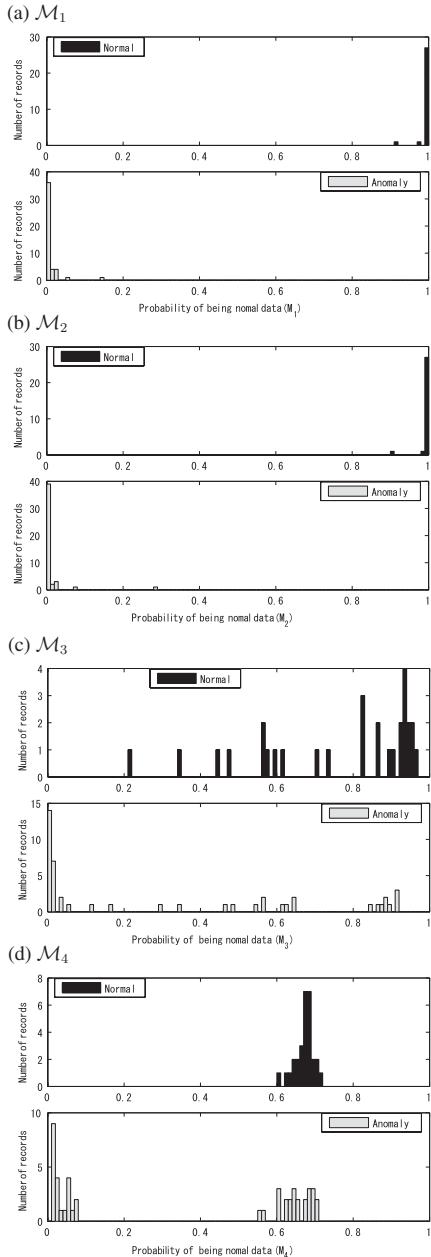 (a) M₁
30
20
10
0
Number of records
Normal
0 0.2 0.4 0.6 0.8 1
40
30
20
10
0
Number of records
Anomaly
0 0.2 0.4 0.6 0.8 1
Probability of being nomal data(M₁)
(b) M₂
30
20
10
0
Number of records
Normal
0 0.2 0.4 0.6 0.8 1
40
30
20
10
0
Number of records
Anomaly
0 0.2 0.4 0.6 0.8 1
Probability of being nomal data(M₂)
(c) M₃
4
3
2
1
0
Number of records
Normal
0 0.2 0.4 0.6 0.8 1
15
10
5
0
Number of records
Anomaly
0 0.2 0.4 0.6 0.8 1
Probability of being nomal data(M₃)
(d) M₄
8
6
4
2
0
Number of records
Normal
0 0.2 0.4 0.6 0.8 1
10
5
0
Number of records
Anomaly
0 0.2 0.4 0.6 0.8 1
Probability of being nomal data(M₄)